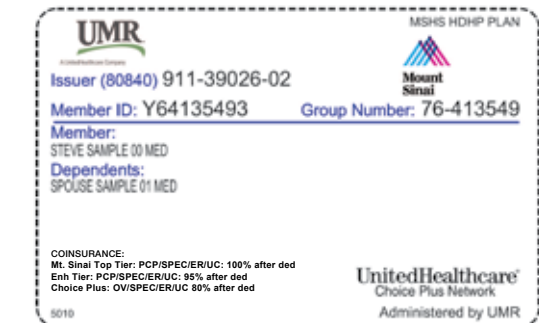 MSHS HDHP PLAN
UMR
A UnitedHealthcare Company
Mount
Sinai
Issuer (80840) 911-39026-02
Member ID: Y64135493 Group Number: 76-413549
Member:
STEVE SAMPLE 00 MED
Dependents:
SPOUSE SAMPLE 01 MED
COINSURANCE:
Mt. Sinai Top Tier: PCP/SPEC/ER/UC: 100% after ded
Enh Tier: PCP/SPEC/ER/UC: 95% after ded
Choice Plus: OV/SPEC/ER/UC 80% after ded
UnitedHealthcare®
Choice Plus Network
5010 Administered by UMR